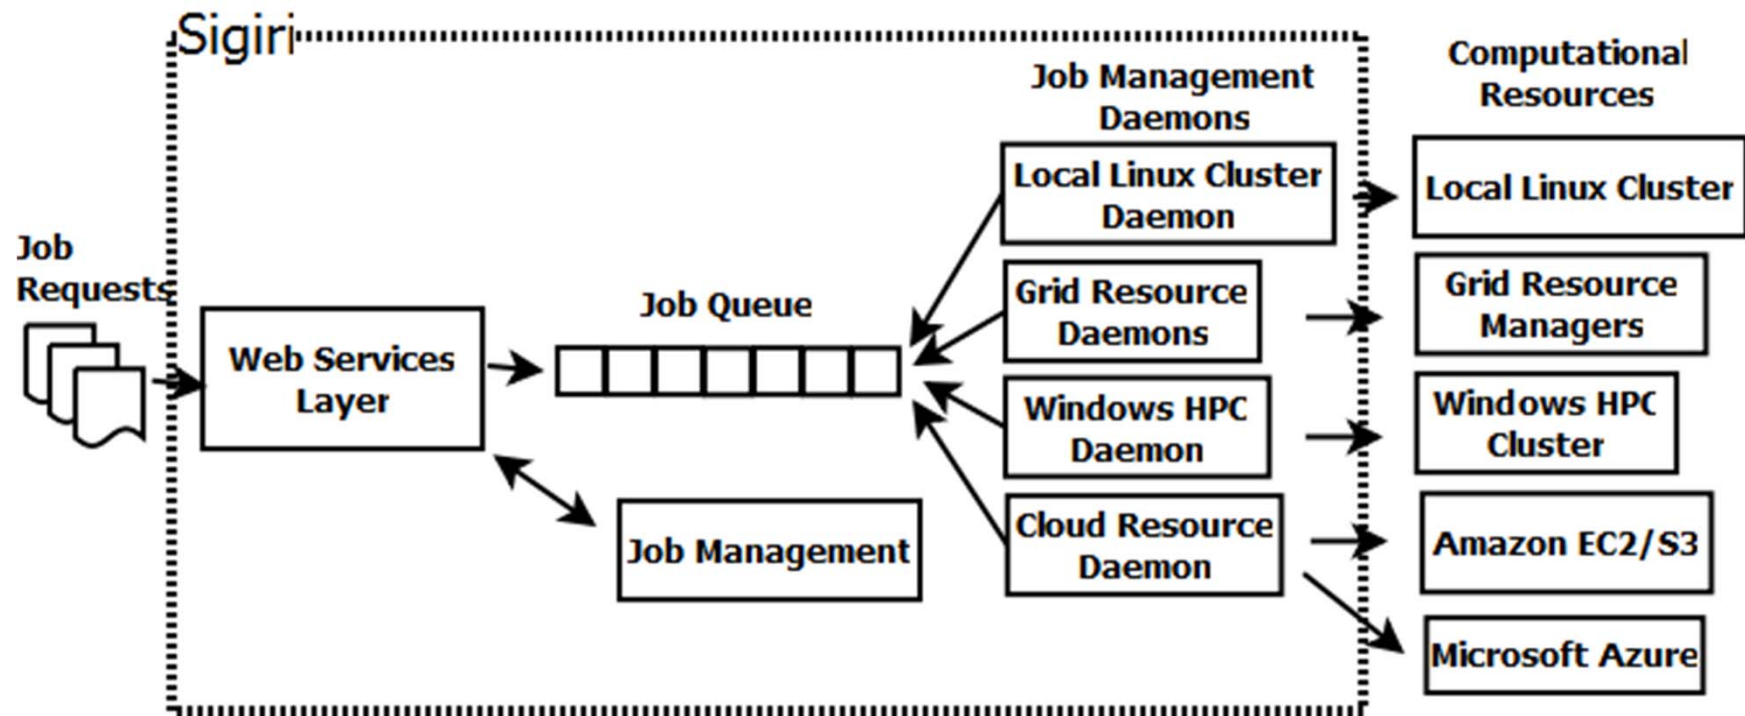 Sigiri
Job
Requests
Web Services
Layer
Job Queue
Job Management
Job Management
Daemons
Local Linux Cluster
Daemon
Grid Resource
Daemons
Windows HPC
Daemon
Cloud Resource
Daemon
Computational
Resources
Local Linux Cluster
Grid Resource
Managers
Windows HPC
Cluster
Amazon EC2/S3
Microsoft Azure